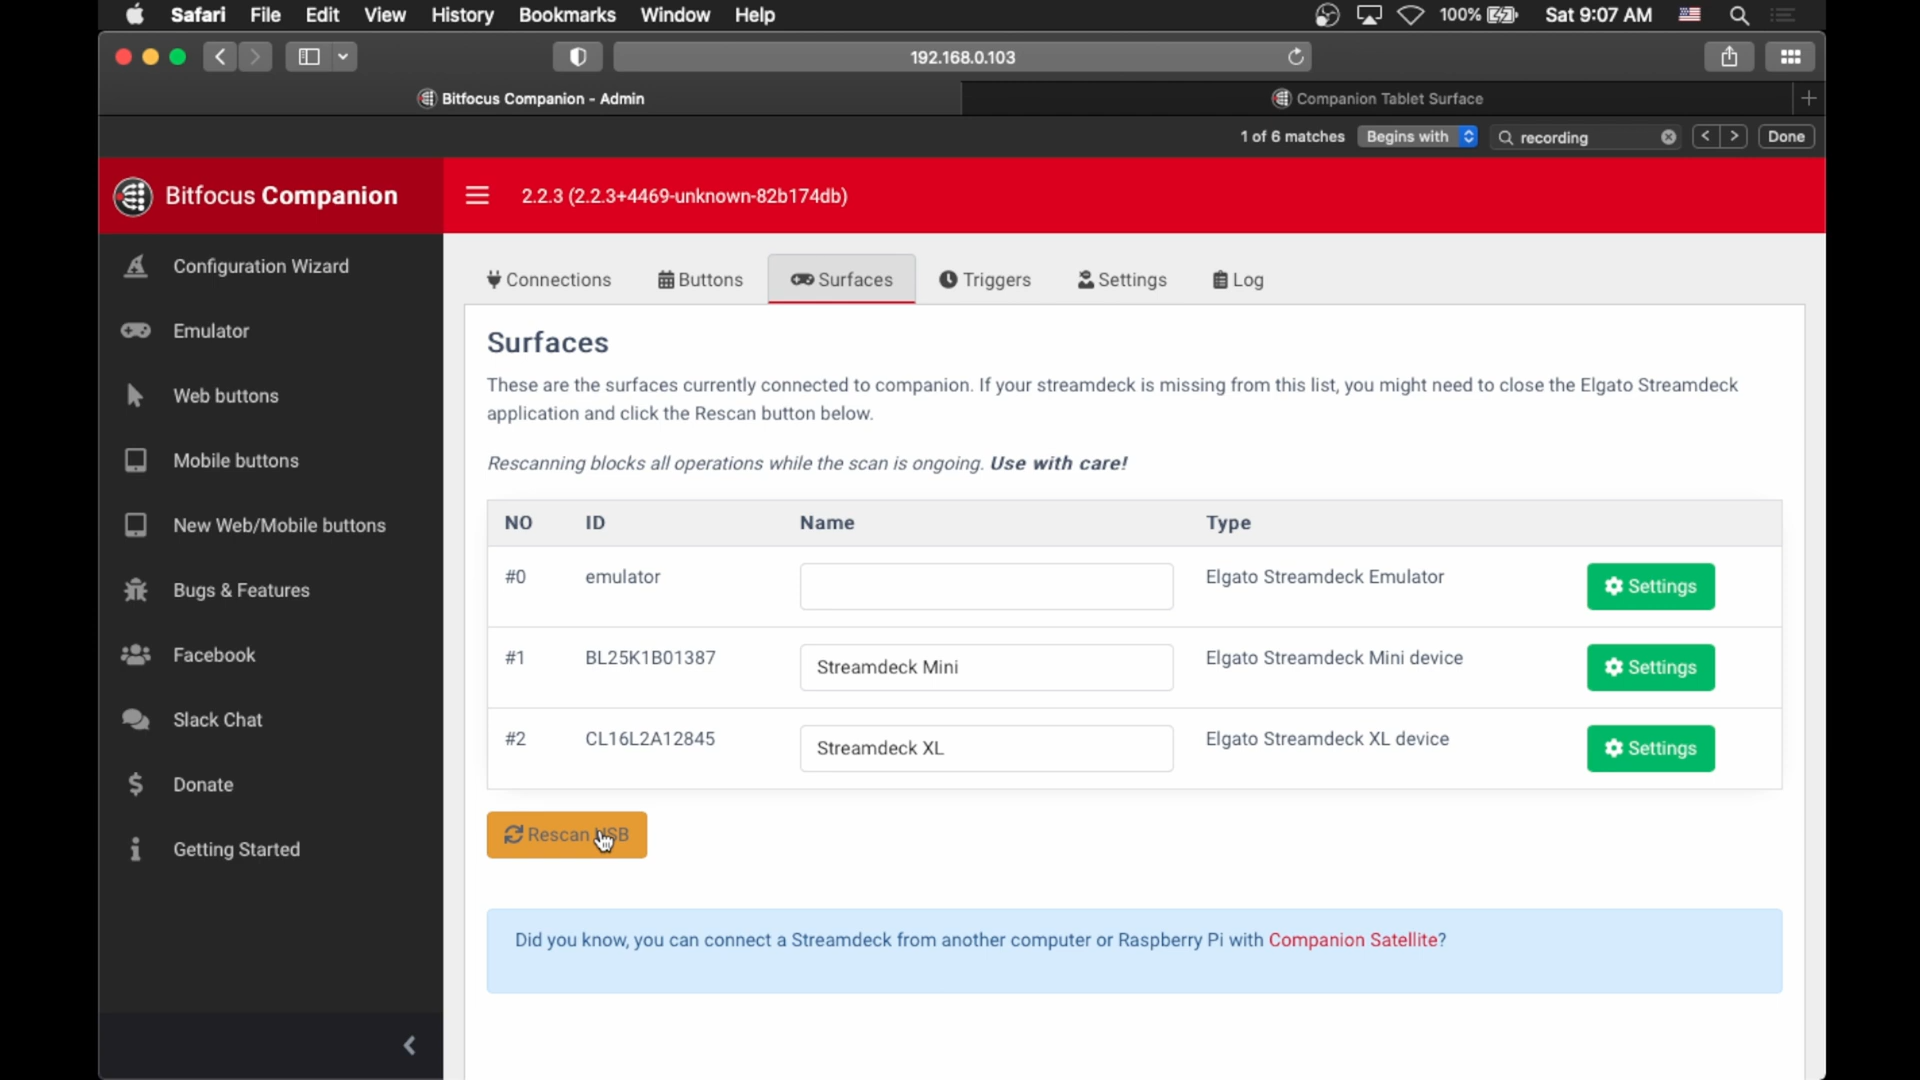 Safari File Edit View History Bookmarks Window Help 100% Sat 9:07 AM
192.168.0.103
Bitfocus Companion - Admin
Companion Tablet Surface
1 of 6 matches Begins with recording Done
Bitfocus Companion
2.2.3 (2.2.3+4469-unknown-82b174db)
Configuration Wizard
Emulator
Web buttons
Mobile buttons
New Web/Mobile buttons
Bugs & Features
Facebook
Slack Chat
Donate
Getting Started
Connections Buttons Surfaces Triggers Settings Log
Surfaces
These are the surfaces currently connected to companion. If your streamdeck is missing from this list, you might need to close the Elgato Streamdeck
application and click the Rescan button below.
Rescanning blocks all operations while the scan is ongoing. Use with care!
NO ID Name Type
#0 emulator Elgato Streamdeck Emulator Settings
#1 BL25K1B01387 Streamdeck Mini Elgato Streamdeck Mini device Settings
#2 CL16L2A12845 Streamdeck XL Elgato Streamdeck XL device Settings
Rescan USB
Did you know, you can connect a Streamdeck from another computer or Raspberry Pi with Companion Satellite?